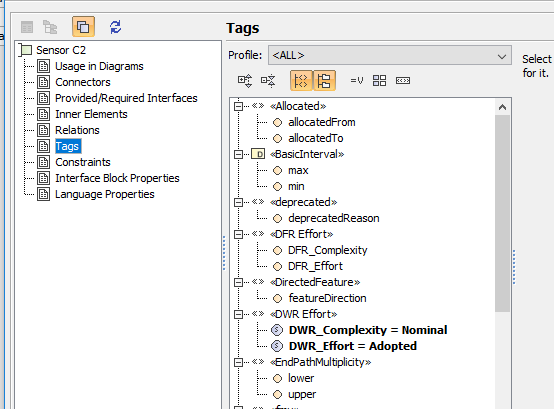 Tags
Sensor C2
Usage in Diagrams
Connectors
Provided/Required Interfaces
Inner Elements
Relations
Tags
Constraints
Interface Block Properties
Language Properties
Profile: <ALL>
=V
«Allocated»
allocatedFrom
allocatedTo
D «BasicInterval»
max
min
«deprecated»
deprecatedReason
«DFR Effort»
DFR_Complexity
DFR_Effort
«DirectedFeature»
featureDirection
«DWR Effort»
DWR_Complexity = Nominal
DWR_Effort = Adopted
«EndPathMultiplicity»
lower
upper
Select
for it.